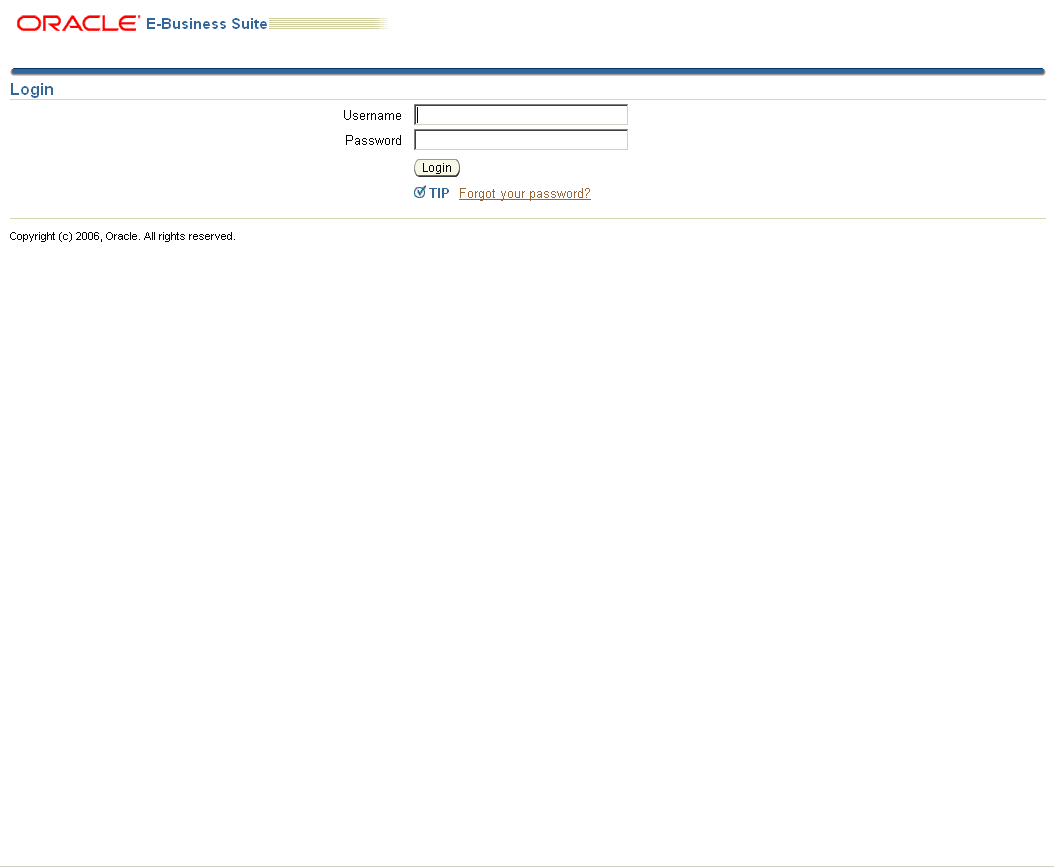 ORACLE E-Business Suite
Login
Username
Password
Login
TIP Forgot your password?
Copyright (c) 2006, Oracle. All rights reserved.